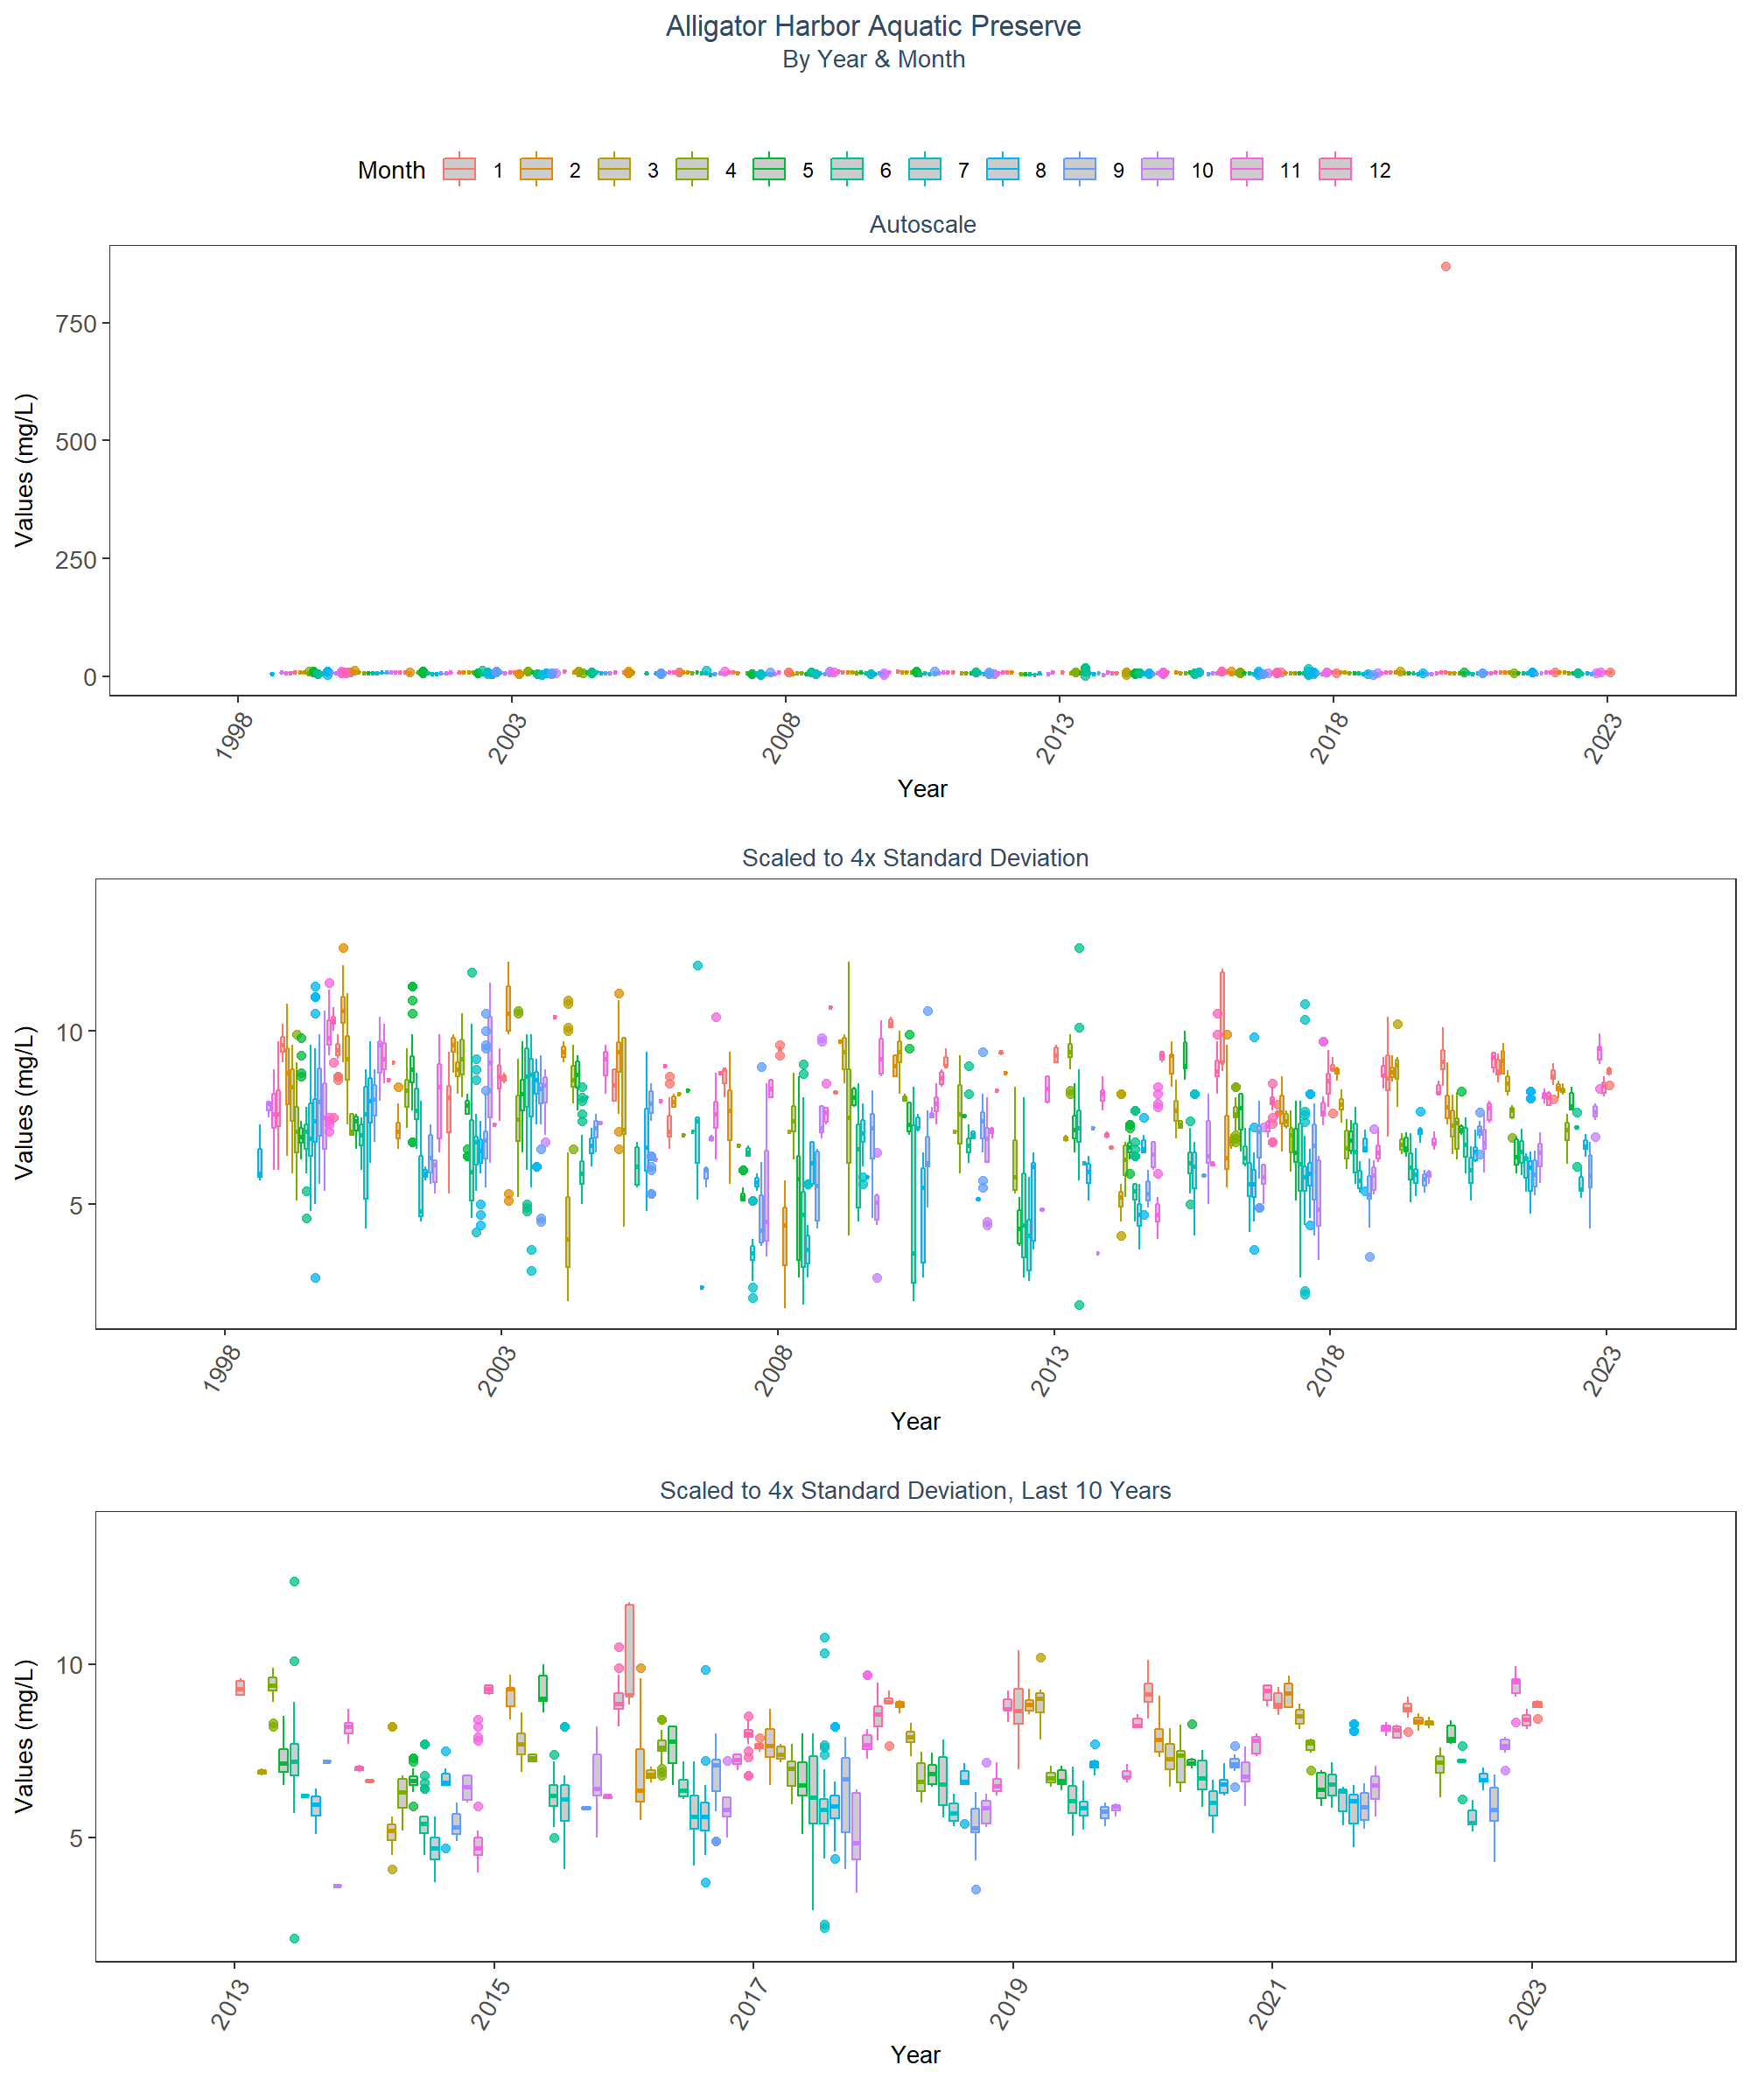 Alligator Harbor Aquatic Preserve
By Year & Month
Month 1 2 3 4 5 6 7 8 9 10 11 12
Autoscale
Values (mg/L)
750
500
250
0
1998 2003 2008 2013 2018 2023
Year
Scaled to 4x Standard Deviation
Values (mg/L)
10
5
1998 2003 2008 2013 2018 2023
Year
Scaled to 4x Standard Deviation, Last 10 Years
Values (mg/L)
10
5
2013 2015 2017 2019 2021 2023
Year